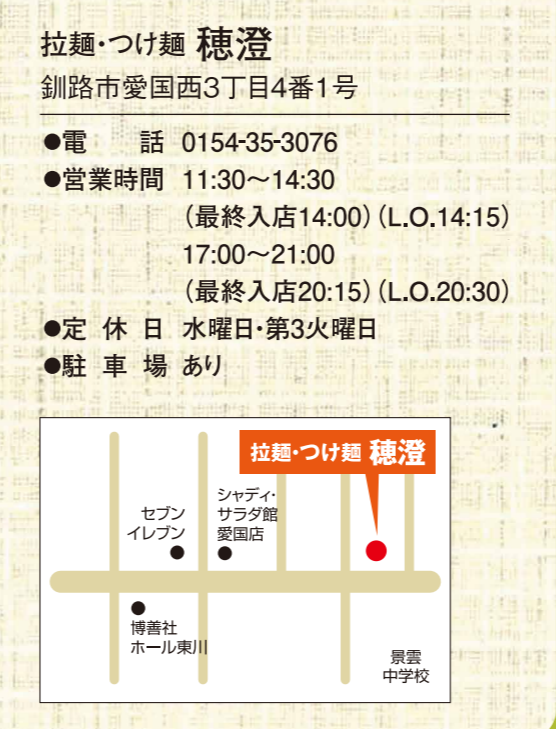 拉麺・つけ麺 穂澄
釧路市愛国西3丁目4番1号
●電話 0154-35-3076
●営業時間 11:30〜14:30
（最終入店14:00）（L.O.14:15）
17:00〜21:00
（最終入店20:15）（L.O.20:30）
●定休日 水曜日・第3火曜日
●駐車場 あり
拉麺・つけ麺 穂澄
セブン
イレブン
シャディ・
サラダ館
愛国店
博善社
ホール東川
景雲
中学校